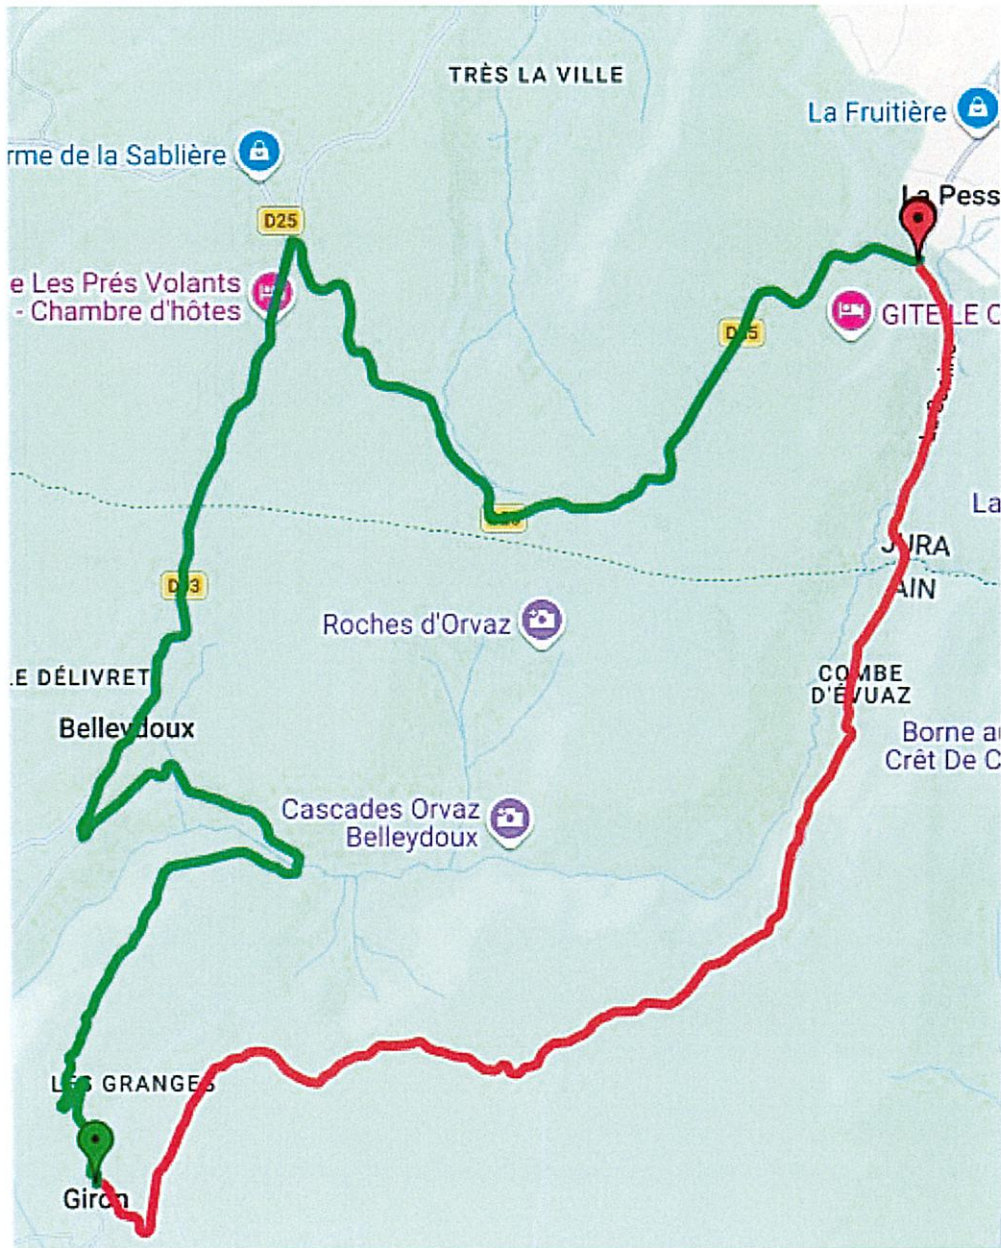 TRÈS LA VILLE
La Fruitière
rme de la Sablière
La Pess
D25
e Les Prés Volants
- Chambre d'hôtes
GITE LE C
La
JURA
AIN
Roches d'Orvaz
LE DÉLIVRET
COMBE
D'ÉVUAZ
Belleydoux
Borne au
Crêt De C
Cascades Orvaz
Belleydoux
LES GRANGES
Giron